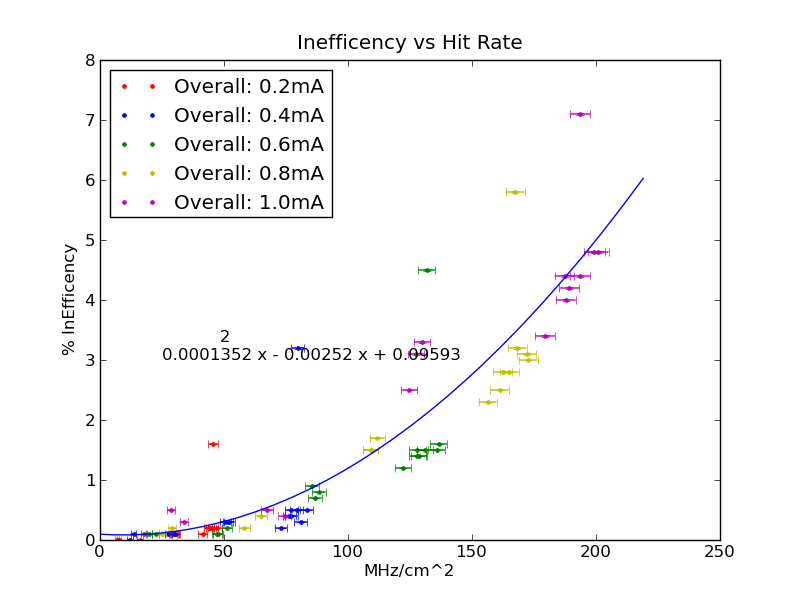 Inefficency vs Hit Rate
8
7
6
5
4
3
2
1
0
% InEfficency
Overall: 0.2mA
Overall: 0.4mA
Overall: 0.6mA
Overall: 0.8mA
Overall: 1.0mA
2
0.0001352 x - 0.00252 x + 0.09593
0 50 100 150 200 250
MHz/cm^2